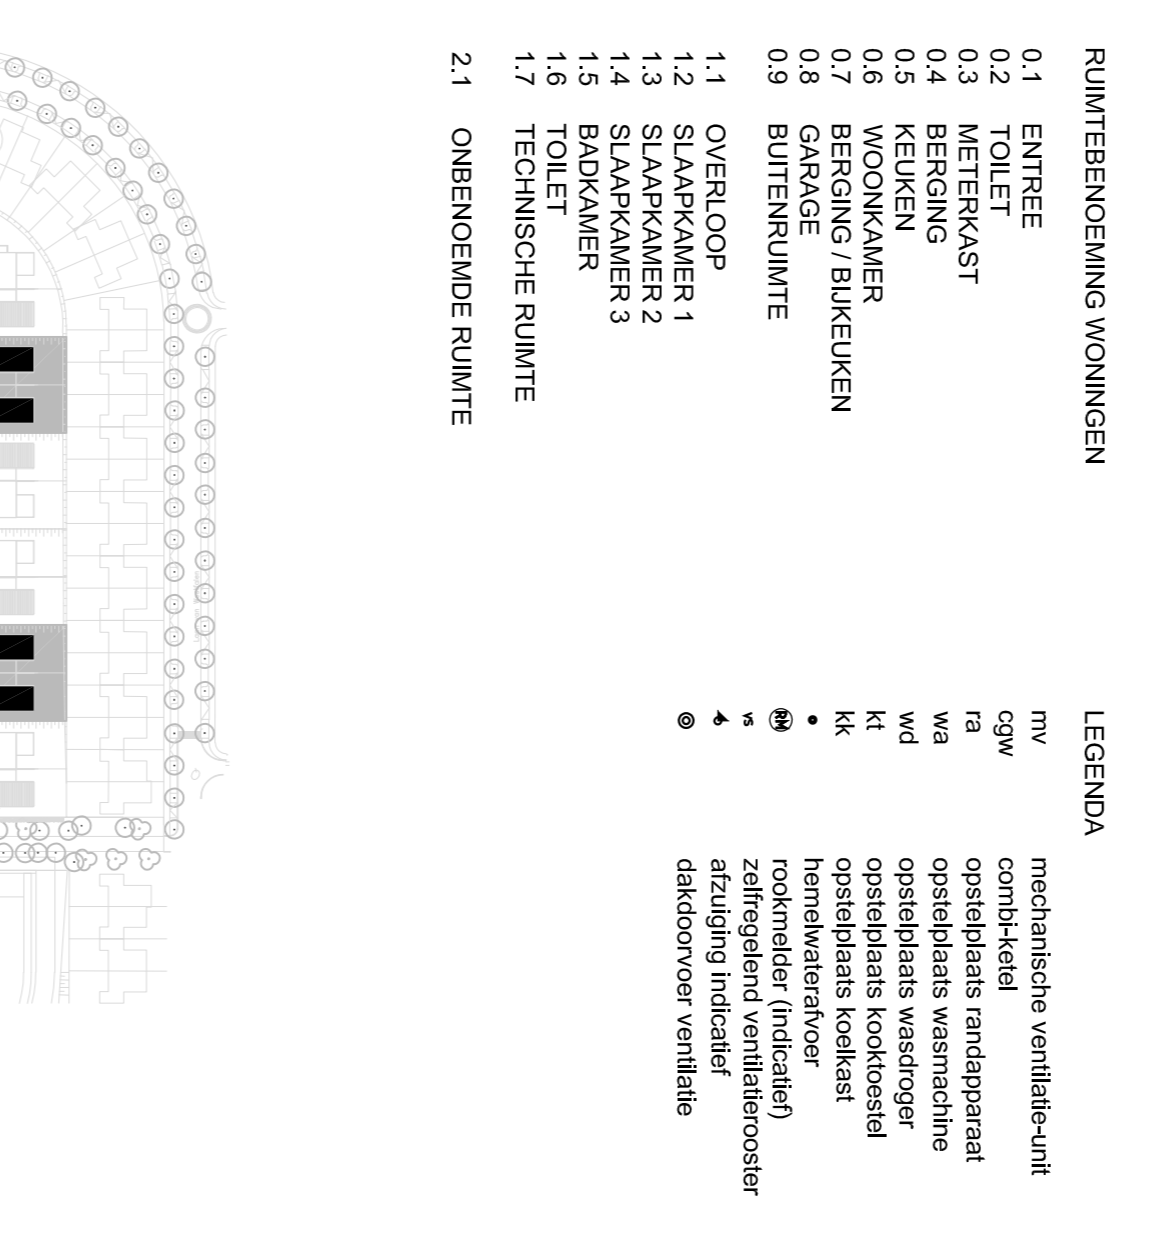 RUIMTEBENOEMING WONINGEN
0.1 ENTREE
0.2 TOILET
0.3 METERKAST
0.4 BERGING
0.5 KEUKEN
0.6 WOONKAMER
0.7 BERGING / BIJKEUKEN
0.8 GARAGE
0.9 BUITENRUIMTE
1.1 OVERLOOP
1.2 SLAAPKAMER 1
1.3 SLAAPKAMER 2
1.4 SLAAPKAMER 3
1.5 BADKAMER
1.6 TOILET
1.7 TECHNISCHE RUIMTE
2.1 ONBENOEMDE RUIMTE
LEGENDA
mv mechanische ventilatie-unit
cgw combi-ketel
ra opstelplaats randapparaat
wa opstelplaats wasmachine
wd opstelplaats wasdroger
kt opstelplaats kooktoestel
kk opstelplaats koelkast
hemelwaterafvoer
RM rookmelder (indicatief)
vs zelfregelend ventilatierooster
afzuiging indicatief
dakdoorvoer ventilatie